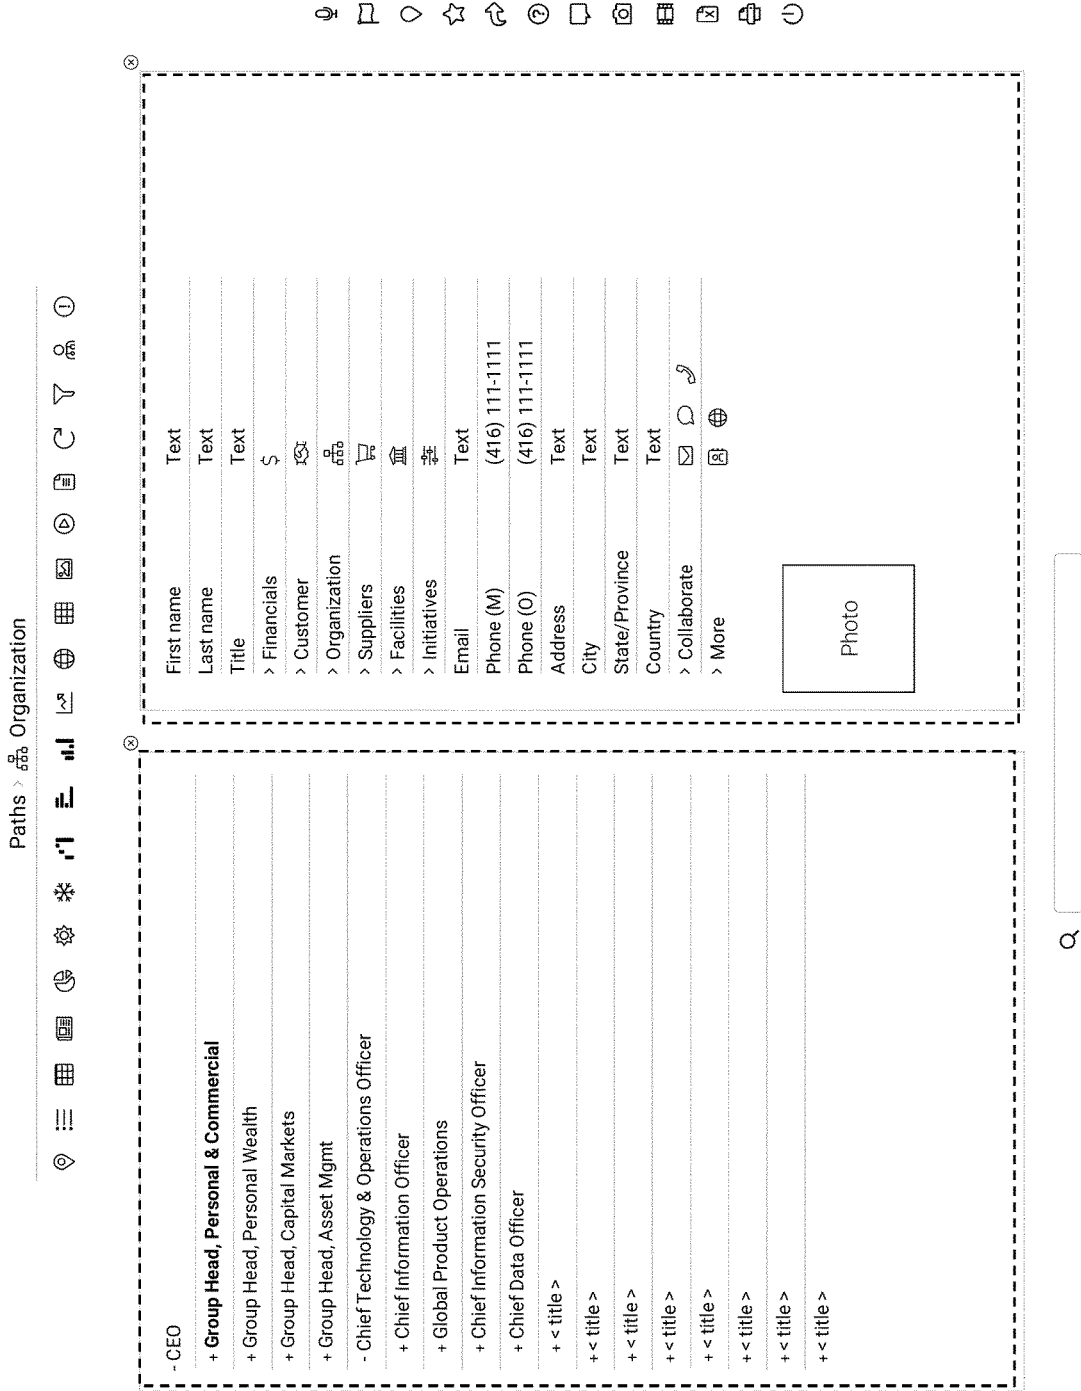 Paths > Organization
- CEO
+ Group Head, Personal & Commercial
+ Group Head, Personal Wealth
+ Group Head, Capital Markets
+ Group Head, Asset Mgmt
- Chief Technology & Operations Officer
+ Chief Information Officer
+ Global Product Operations
+ Chief Information Security Officer
+ Chief Data Officer
+ < title >
+ < title >
+ < title >
+ < title >
+ < title >
+ < title >
+ < title >
+ < title >
First name Text
Last name Text
Title Text
> Financials $
> Customer
> Organization
> Suppliers
> Facilities
> Initiatives
Email Text
Phone (M) (416) 111-1111
Phone (O) (416) 111-1111
Address Text
City Text
State/Province Text
Country Text
> Collaborate
> More
Photo